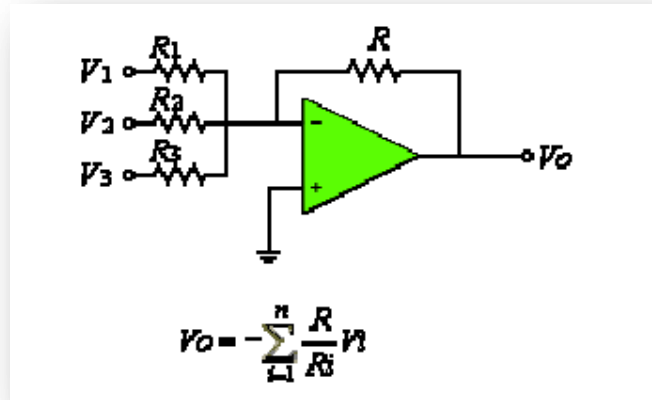 R
R1
V1
R2
V2
R3
V3
−
+
VO
n
VO = −∑ R/Ri Vi
i=1